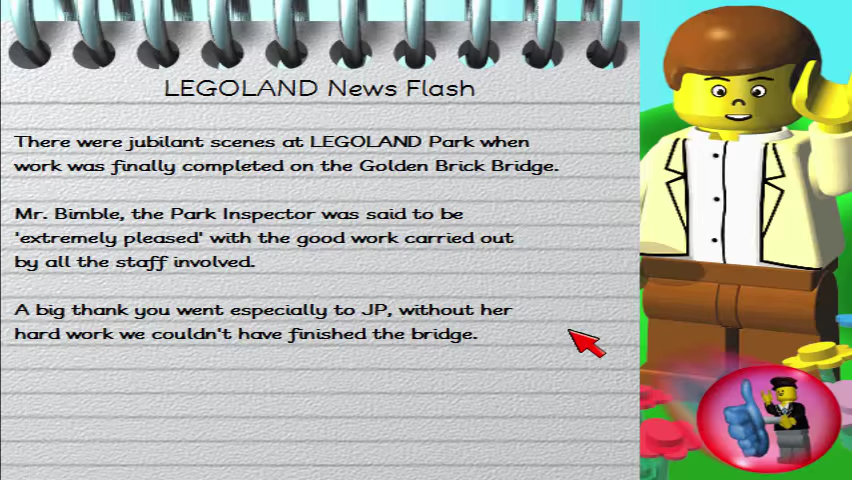 LEGOLAND News Flash
There were jubilant scenes at LEGOLAND Park when
work was finally completed on the Golden Brick Bridge.
Mr. Bimble, the Park Inspector was said to be
'extremely pleased' with the good work carried out
by all the staff involved.
A big thank you went especially to JP, without her
hard work we couldn't have finished the bridge.